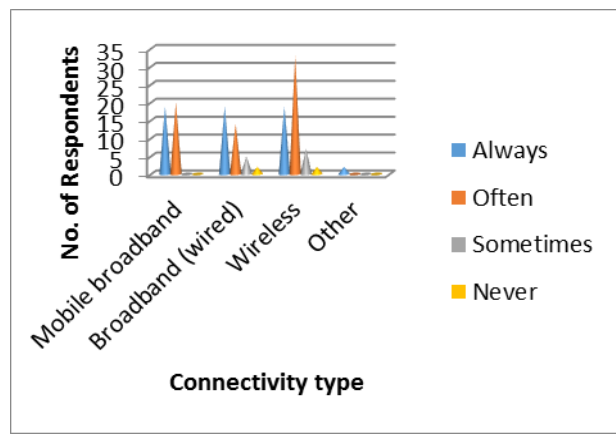 No. of Respondents
35
30
25
20
15
10
5
0
Mobile broadband
Broadband (wired)
Wireless
Other
Connectivity type
Always
Often
Sometimes
Never